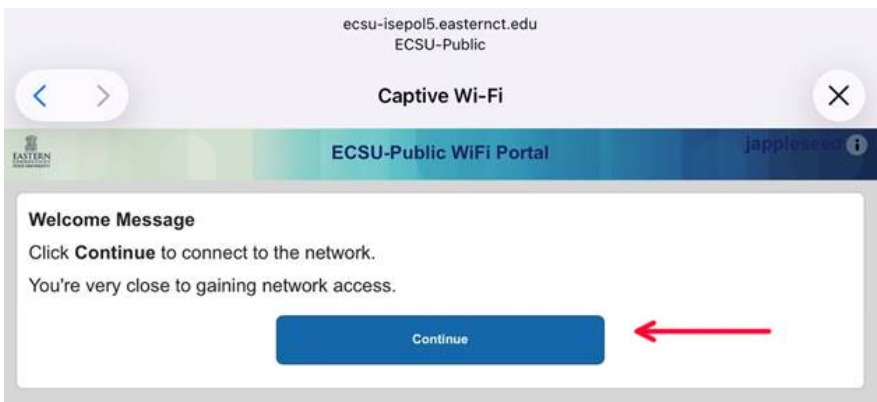 ecsu-isepol5.easternct.edu
ECSU-Public
Captive Wi-Fi
EASTERN
ECSU-Public WiFi Portal
jappleseed
Welcome Message
Click Continue to connect to the network.
You're very close to gaining network access.
Continue